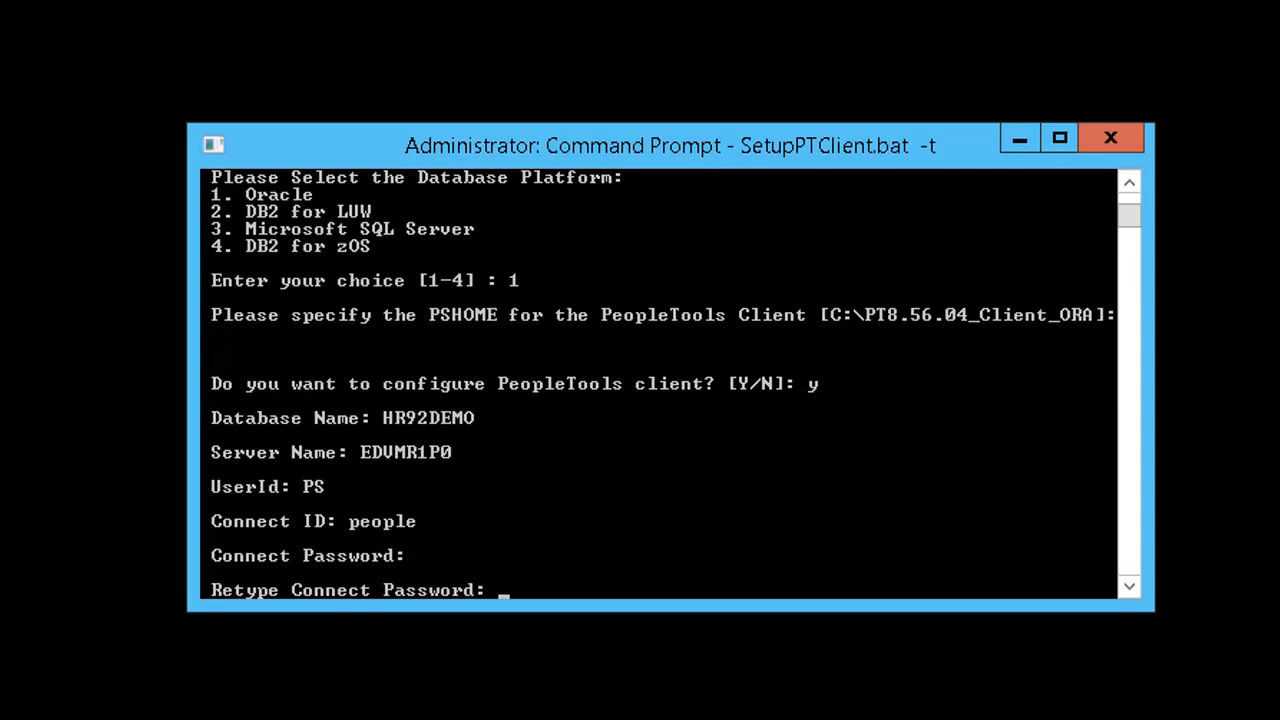 Administrator: Command Prompt - SetupPTClient.bat -t
Please Select the Database Platform:
1. Oracle
2. DB2 for LUW
3. Microsoft SQL Server
4. DB2 for zOS
Enter your choice [1-4] : 1
Please specify the PSHOME for the PeopleTools Client [C:\PT8.56.04_Client_ORA]:
Do you want to configure PeopleTools client? [Y/N]: y
Database Name: HR92DEMO
Server Name: EDVMR1P0
UserId: PS
Connect ID: people
Connect Password:
Retype Connect Password: _